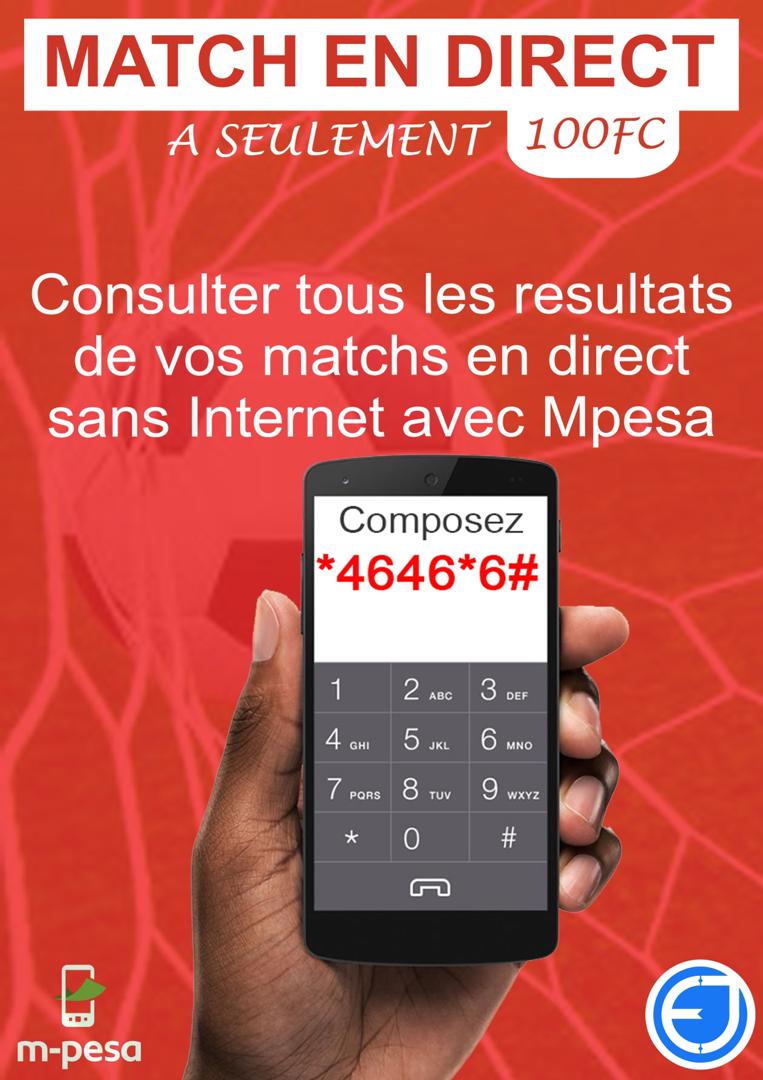 MATCH EN DIRECT
A SEULEMENT 100FC
Consulter tous les resultats
de vos matchs en direct
sans Internet avec Mpesa
Composez
*4646*6#
1 2 ABC 3 DEF
4 GHI 5 JKL 6 MNO
7 PQRS 8 TUV 9 WXYZ
* 0 #
m-pesa